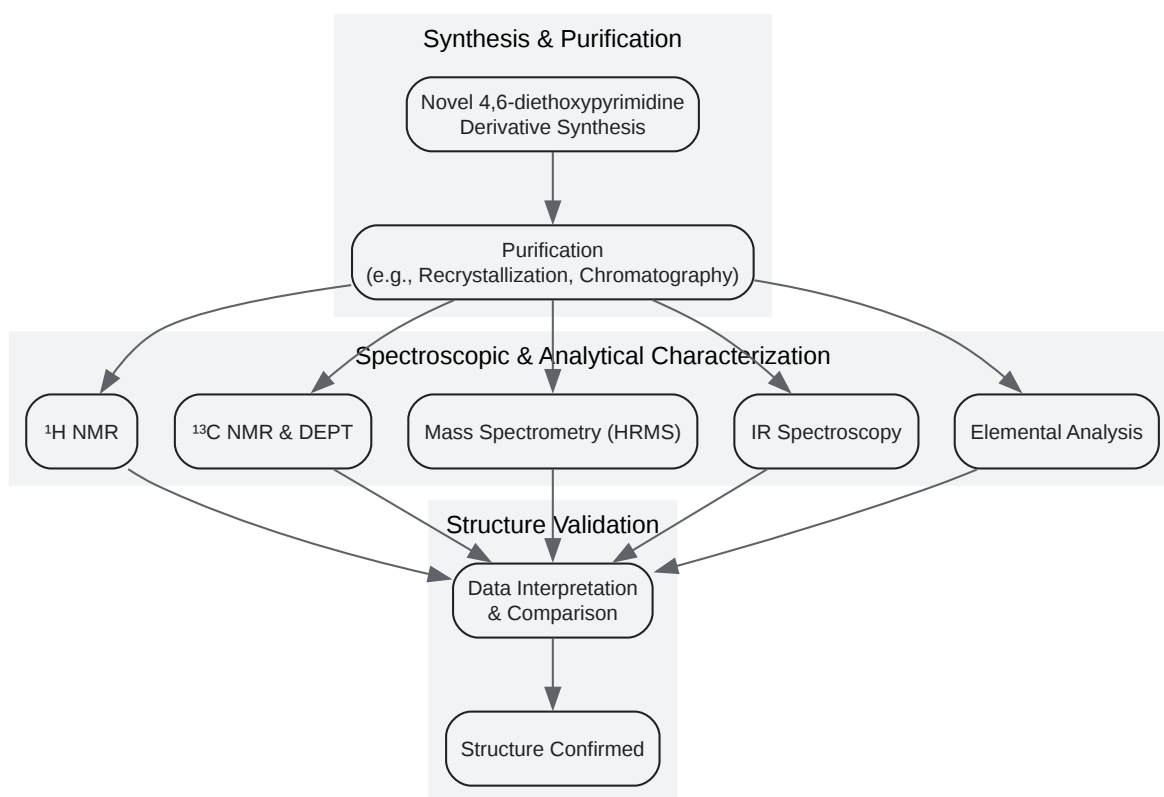 Synthesis & Purification
Novel 4,6-diethoxypyrimidine
Derivative Synthesis
Purification
(e.g., Recrystallization, Chromatography)
Spectroscopic & Analytical Characterization
¹H NMR
¹³C NMR & DEPT
Mass Spectrometry (HRMS)
IR Spectroscopy
Elemental Analysis
Structure Validation
Data Interpretation
& Comparison
Structure Confirmed